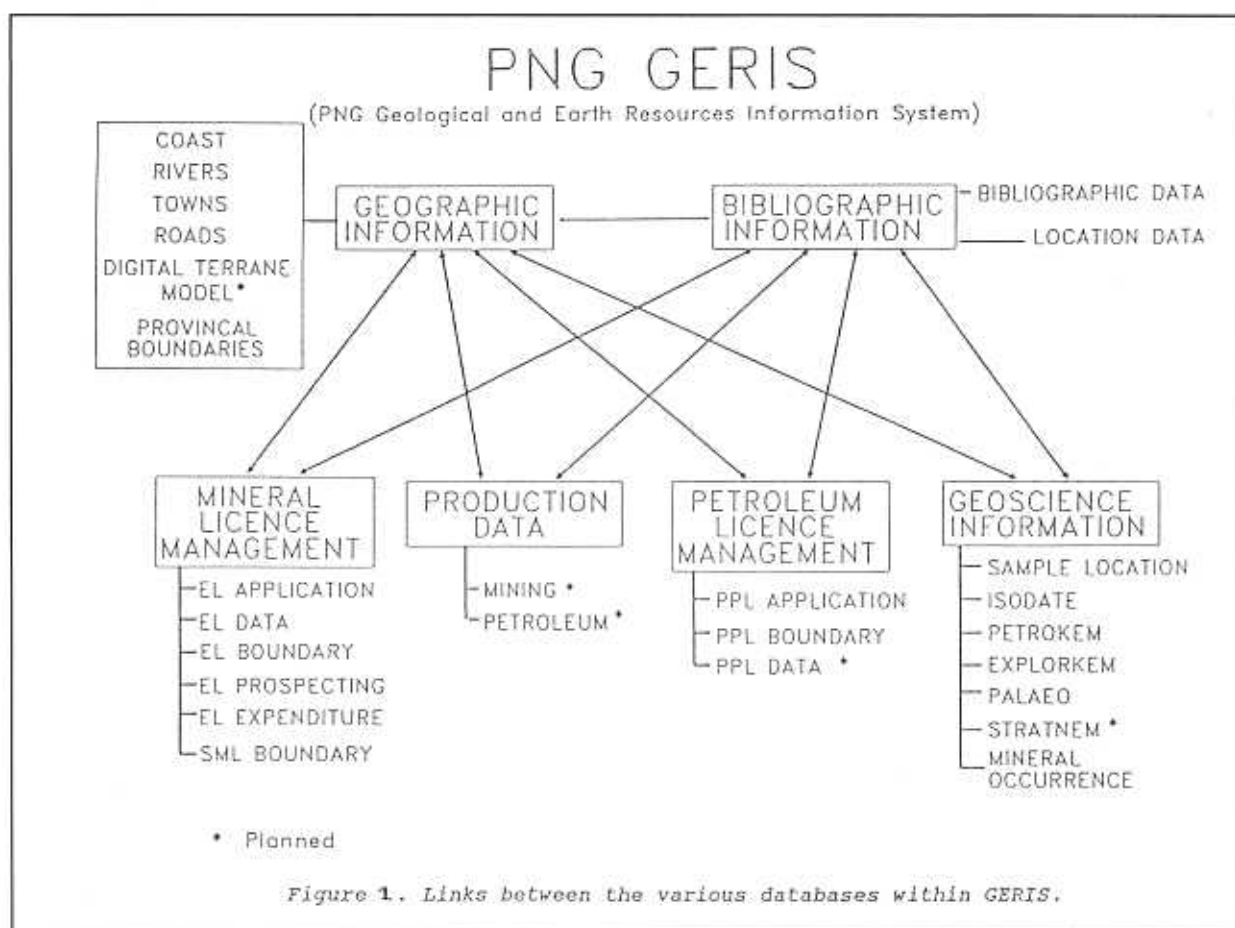 PNG GERIS
(PNG Geological and Earth Resources Information System)
COAST
RIVERS
TOWNS
ROADS
DIGITAL TERRANE
MODEL*
PROVINCAL
BOUNDARIES
GEOGRAPHIC
INFORMATION
BIBLIOGRAPHIC
INFORMATION
BIBLIOGRAPHIC DATA
LOCATION DATA
MINERAL
LICENCE
MANAGEMENT
EL APPLICATION
EL DATA
EL BOUNDARY
EL PROSPECTING
EL EXPENDITURE
SML BOUNDARY
PRODUCTION
DATA
MINING *
PETROLEUM *
PETROLEUM
LICENCE
MANAGEMENT
PPL APPLICATION
PPL BOUNDARY
PPL DATA *
GEOSCIENCE
INFORMATION
SAMPLE LOCATION
ISODATE
PETROKEM
EXPLORKEM
PALAEO
STRATNEM *
MINERAL
OCCURRENCE
* Planned
Figure 1. Links between the various databases within GERIS.